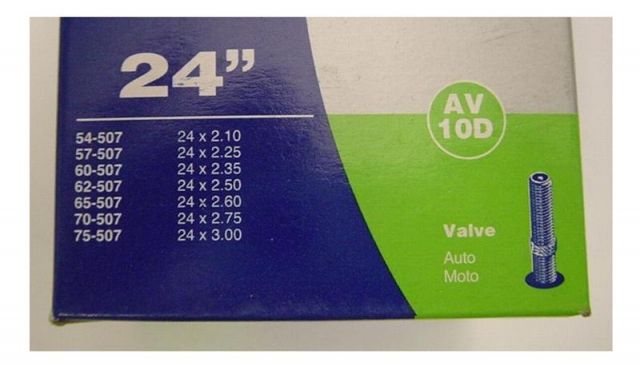 24”
AV
10D
54-507 24 x 2.10
57-507 24 x 2.25
60-507 24 x 2.35
62-507 24 x 2.50
65-507 24 x 2.60
70-507 24 x 2.75
75-507 24 x 3.00
Valve
Auto
Moto